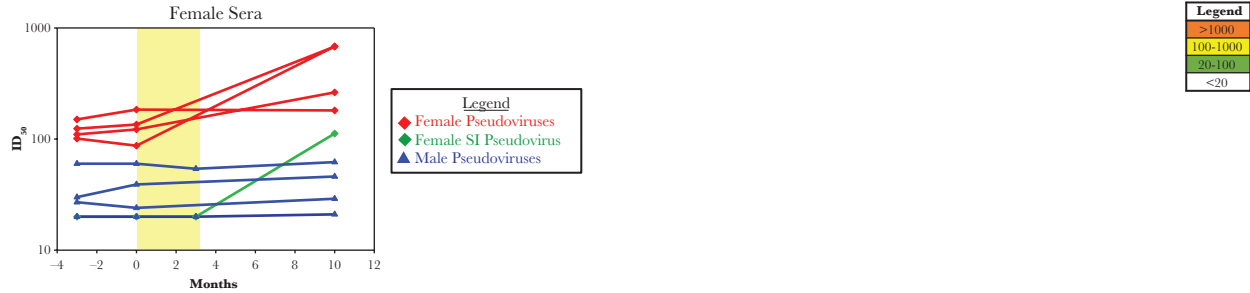 Female Sera
1000
100
10
ID50
−4 −2 0 2 4 6 8 10 12
Months
Legend
Female Pseudoviruses
Female SI Pseudovirus
Male Pseudoviruses
Legend
>1000
100-1000
20-100
<20